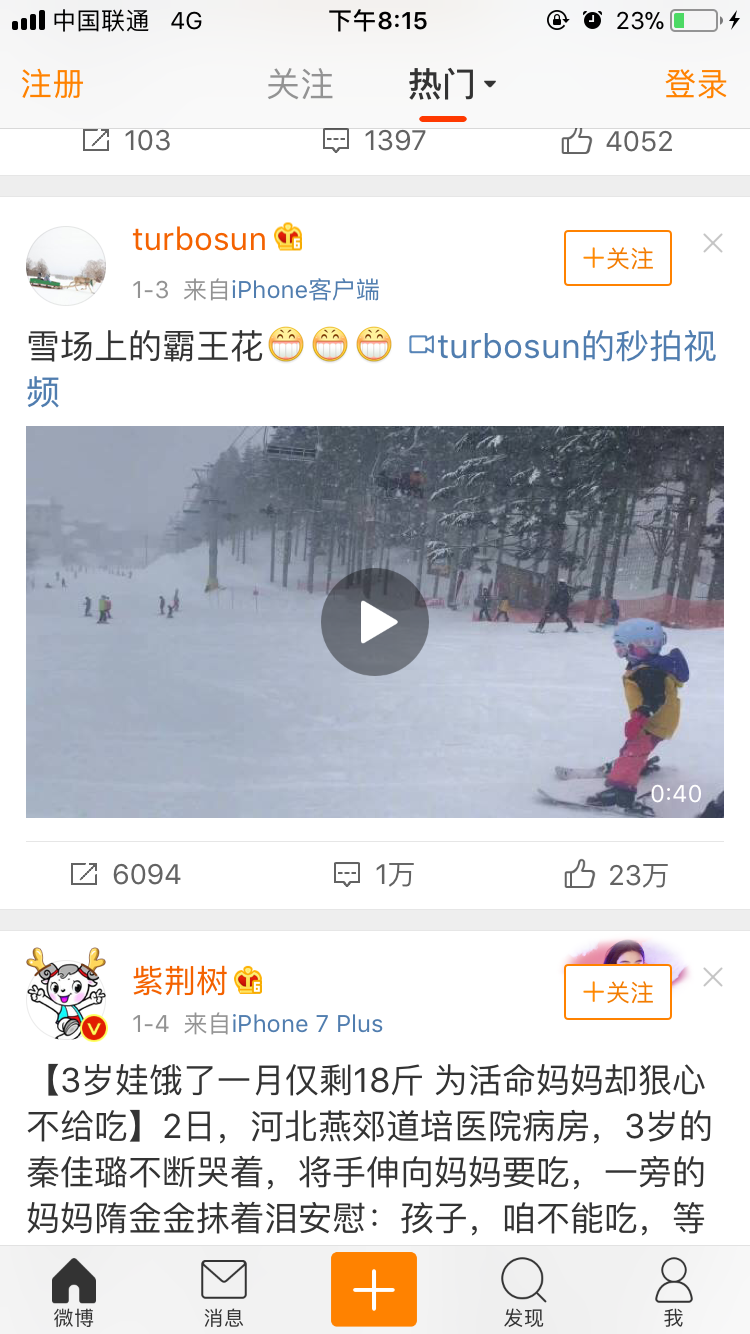 中国联通 4G 下午8:15 23%
注册 关注 热门 登录
103 1397 4052
turbosun
+关注
1-3 来自iPhone客户端
雪场上的霸王花 turbosun的秒拍视
频
0:40
6094 1万 23万
紫荆树
+关注
1-4 来自iPhone 7 Plus
【3岁娃饿了一月仅剩18斤 为活命妈妈却狠心
不给吃】2日，河北燕郊道培医院病房，3岁的
秦佳璐不断哭着，将手伸向妈妈要吃，一旁的
妈妈隋金金抹着泪安慰：孩子，咱不能吃，等
微博 消息 发现 我